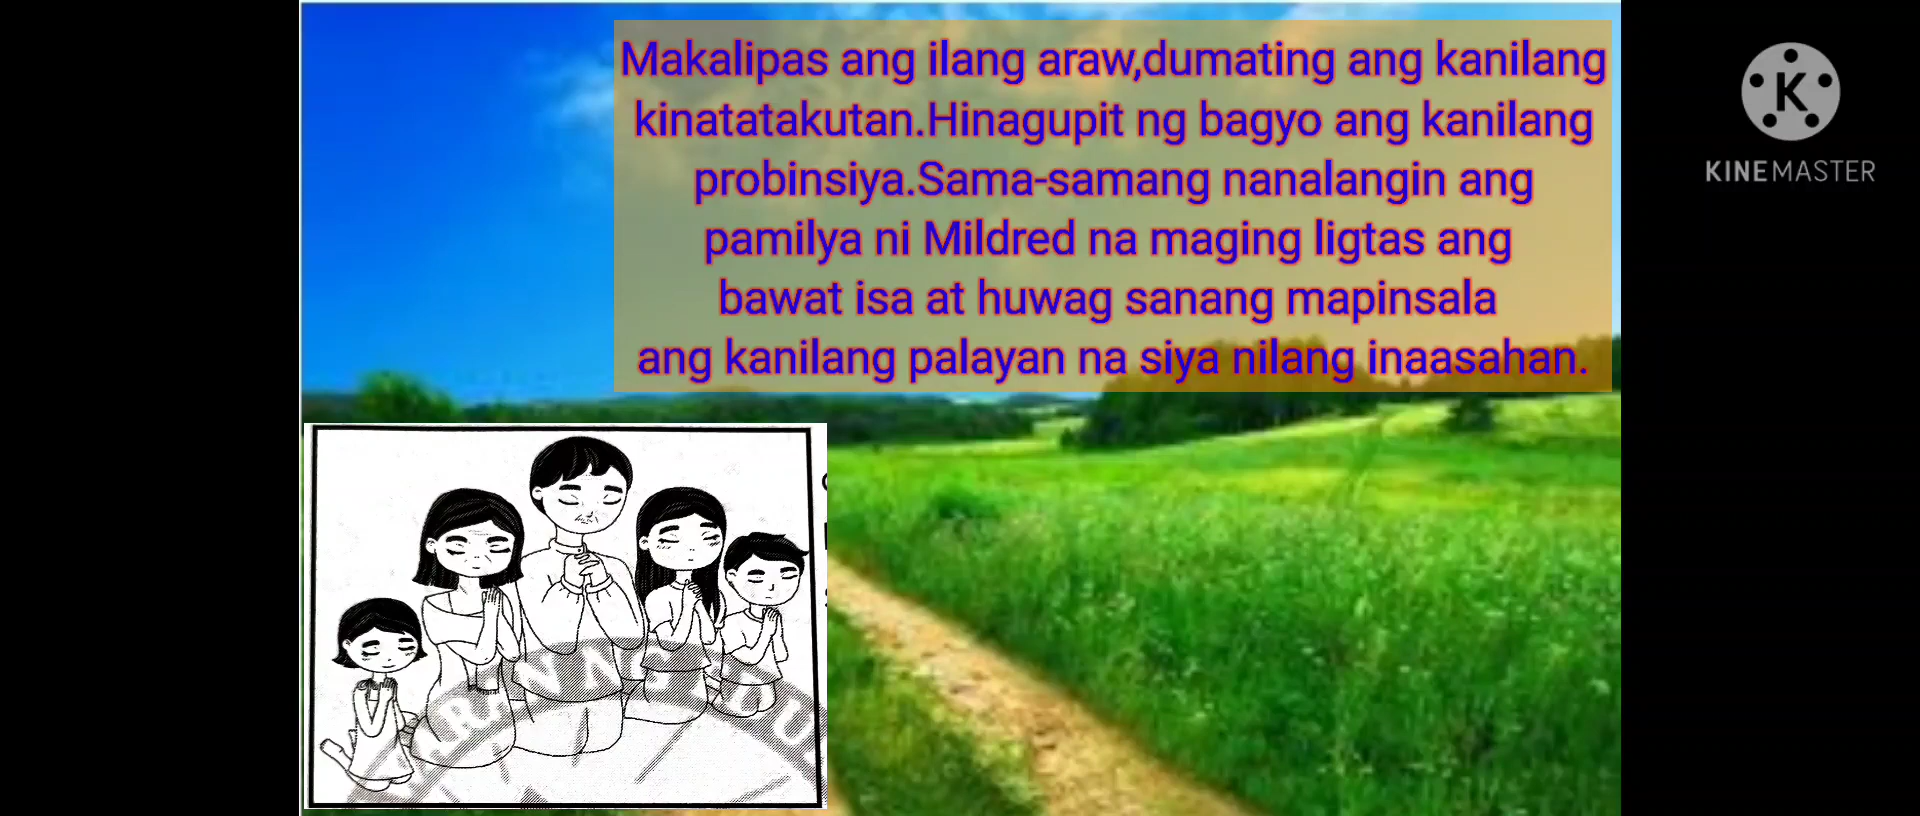 Makalipas ang ilang araw,dumating ang kanilang
kinatatakutan.Hinagupit ng bagyo ang kanilang
probinsiya.Sama-samang nanalangin ang
pamilya ni Mildred na maging ligtas ang
bawat isa at huwag sanang mapinsala
ang kanilang palayan na siya nilang inaasahan.
K
KINEMASTER